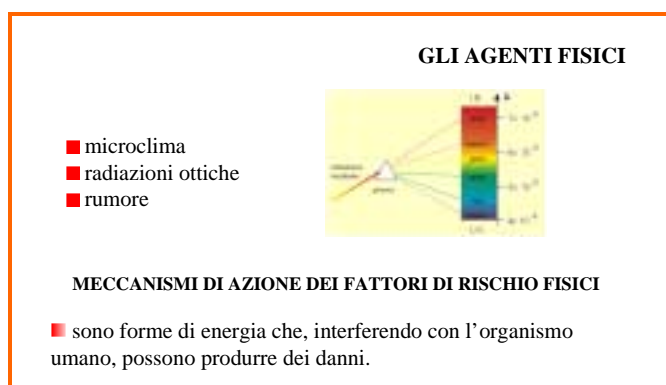 GLI AGENTI FISICI
microclima
radiazioni ottiche
rumore
MECCANISMI DI AZIONE DEI FATTORI DI RISCHIO FISICI
sono forme di energia che, interferendo con l’organismo
umano, possono produrre dei danni.